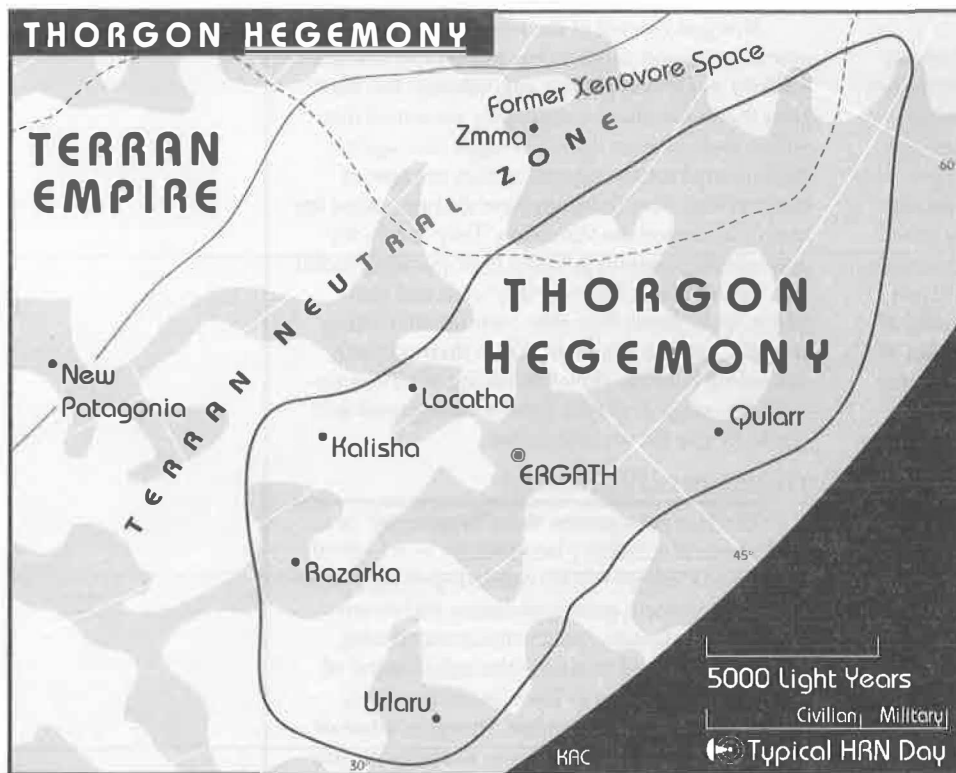 THORGON HEGEMONY
Former Xenovore Space
Zmma
TERRAN
EMPIRE
TERRAN NEUTRAL ZONE
60°
THORGON
HEGEMONY
New
Patagonia
Locatha
Kalisha
Qularr
ERGATH
45°
Razarka
5000 Light Years
Urlaru
Civilian Military
Typical HRN Day
KAC
30°